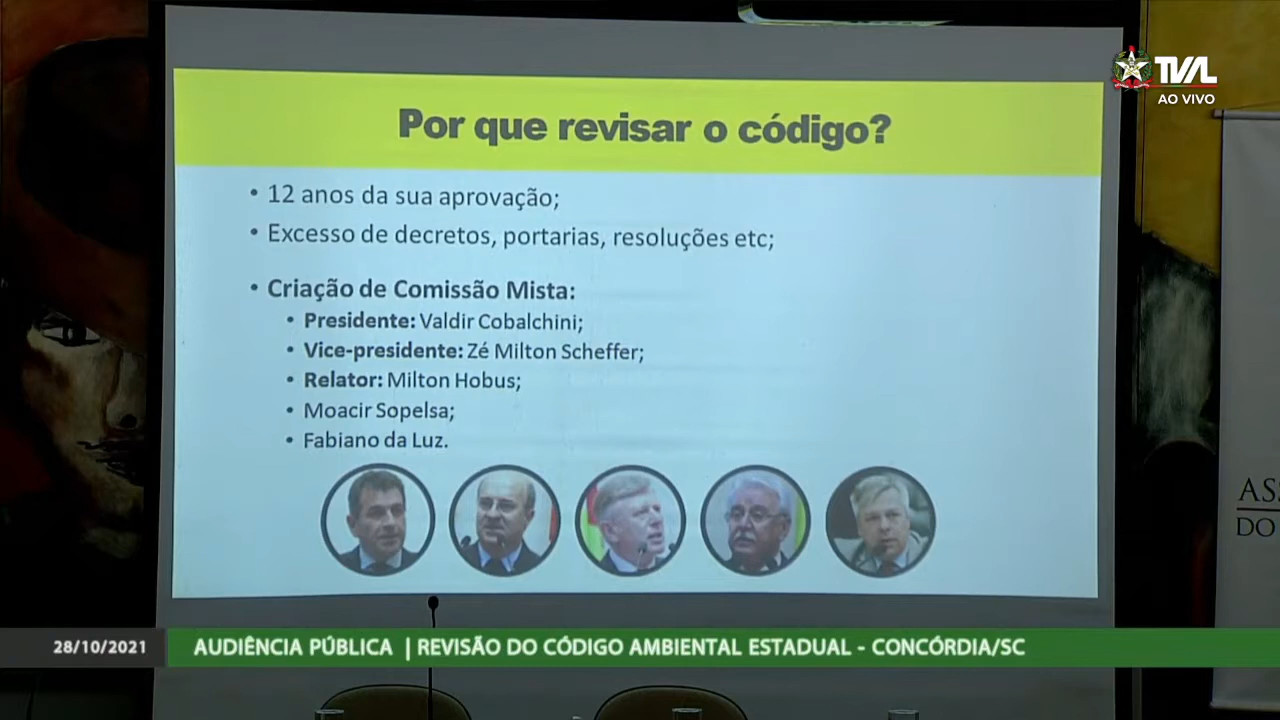 TVAL
AO VIVO
Por que revisar o código?
• 12 anos da sua aprovação;
• Excesso de decretos, portarias, resoluções etc;
• Criação de Comissão Mista:
• Presidente: Valdir Cobalchini;
• Vice-presidente: Zé Milton Scheffer;
• Relator: Milton Hobus;
• Moacir Sopelsa;
• Fabiano da Luz.
AS
DO
28/10/2021
AUDIÊNCIA PÚBLICA | REVISÃO DO CÓDIGO AMBIENTAL ESTADUAL - CONCÓRDIA/SC